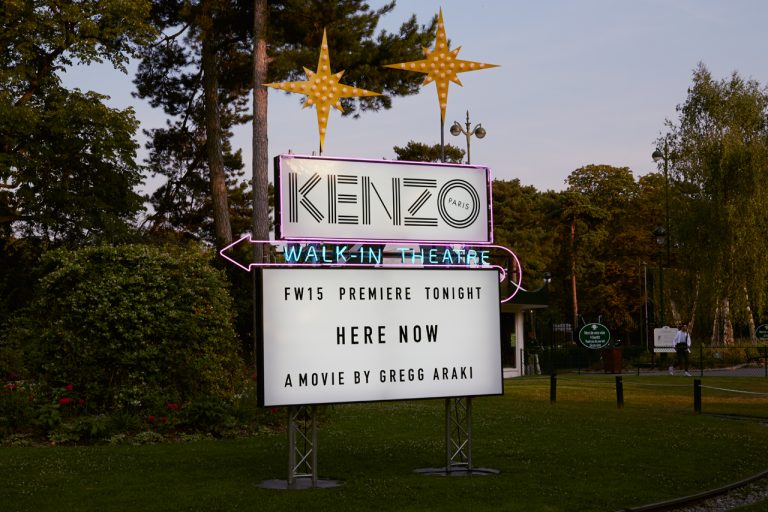 KENZO
PARIS
WALK-IN THEATRE
FW15 PREMIERE TONIGHT
HERE NOW
A MOVIE BY GREGG ARAKI